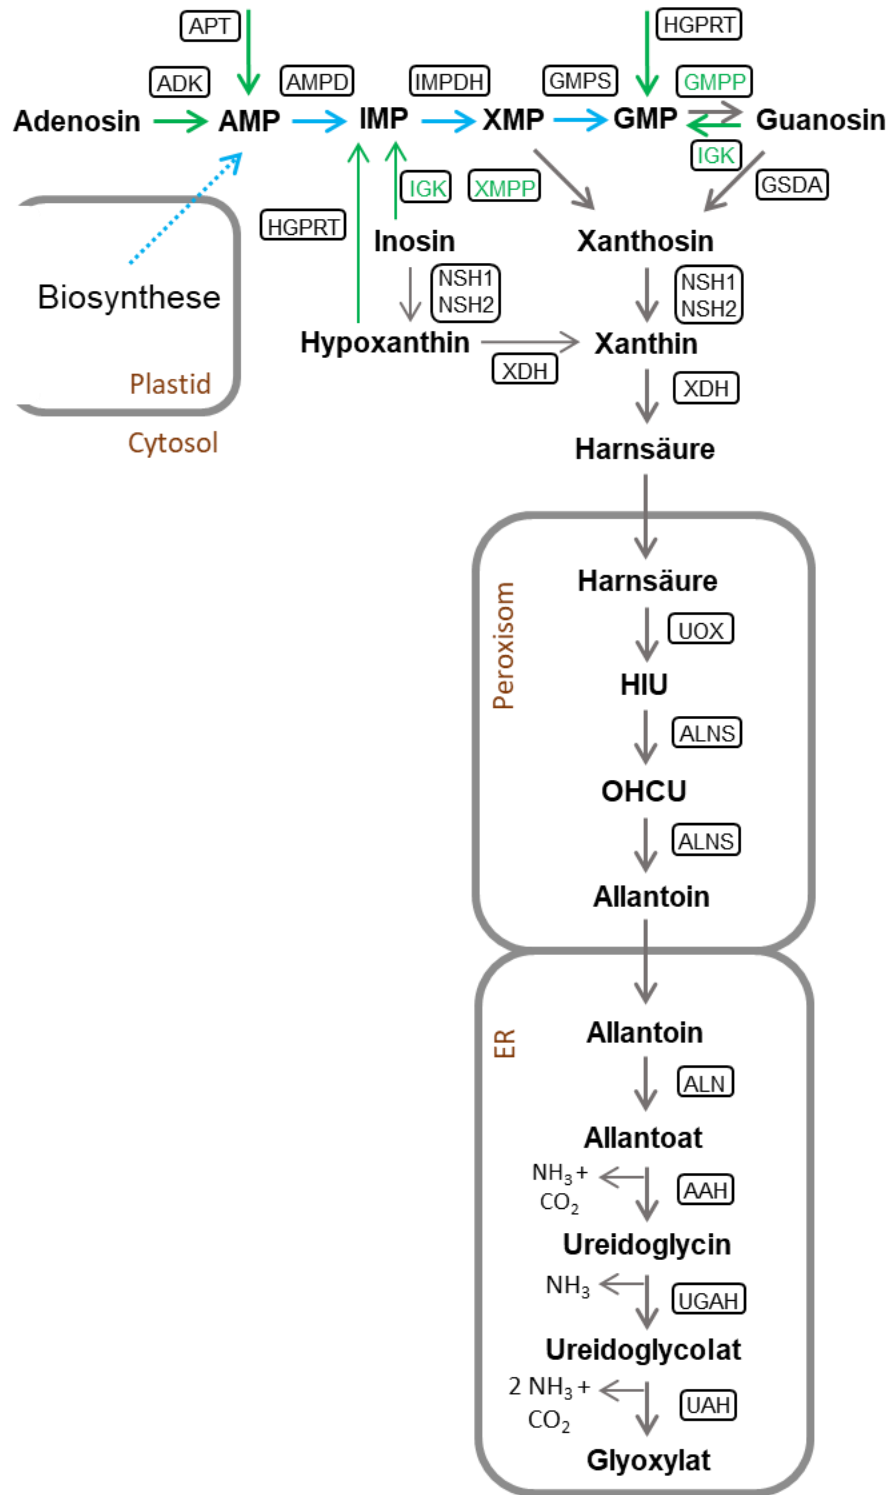 APT
HGPRT
ADK
AMPD
IMPDH
GMPS
GMPP
Adenosin
AMP
IMP
XMP
GMP
Guanosin
IGK
HGPRT
IGK
XMPP
GSDA
Inosin
Xanthosin
Biosynthese
NSH1
NSH2
NSH1
NSH2
Hypoxanthin
Xanthin
XDH
XDH
Plastid
Cytosol
Harnsäure
Peroxisom
Harnsäure
UOX
HIU
ALNS
OHCU
ALNS
Allantoin
ER
Allantoin
ALN
Allantoat
NH₃ +
CO₂
AAH
Ureidoglycin
NH₃
UGAH
Ureidoglycolat
2 NH₃ +
CO₂
UAH
Glyoxylat